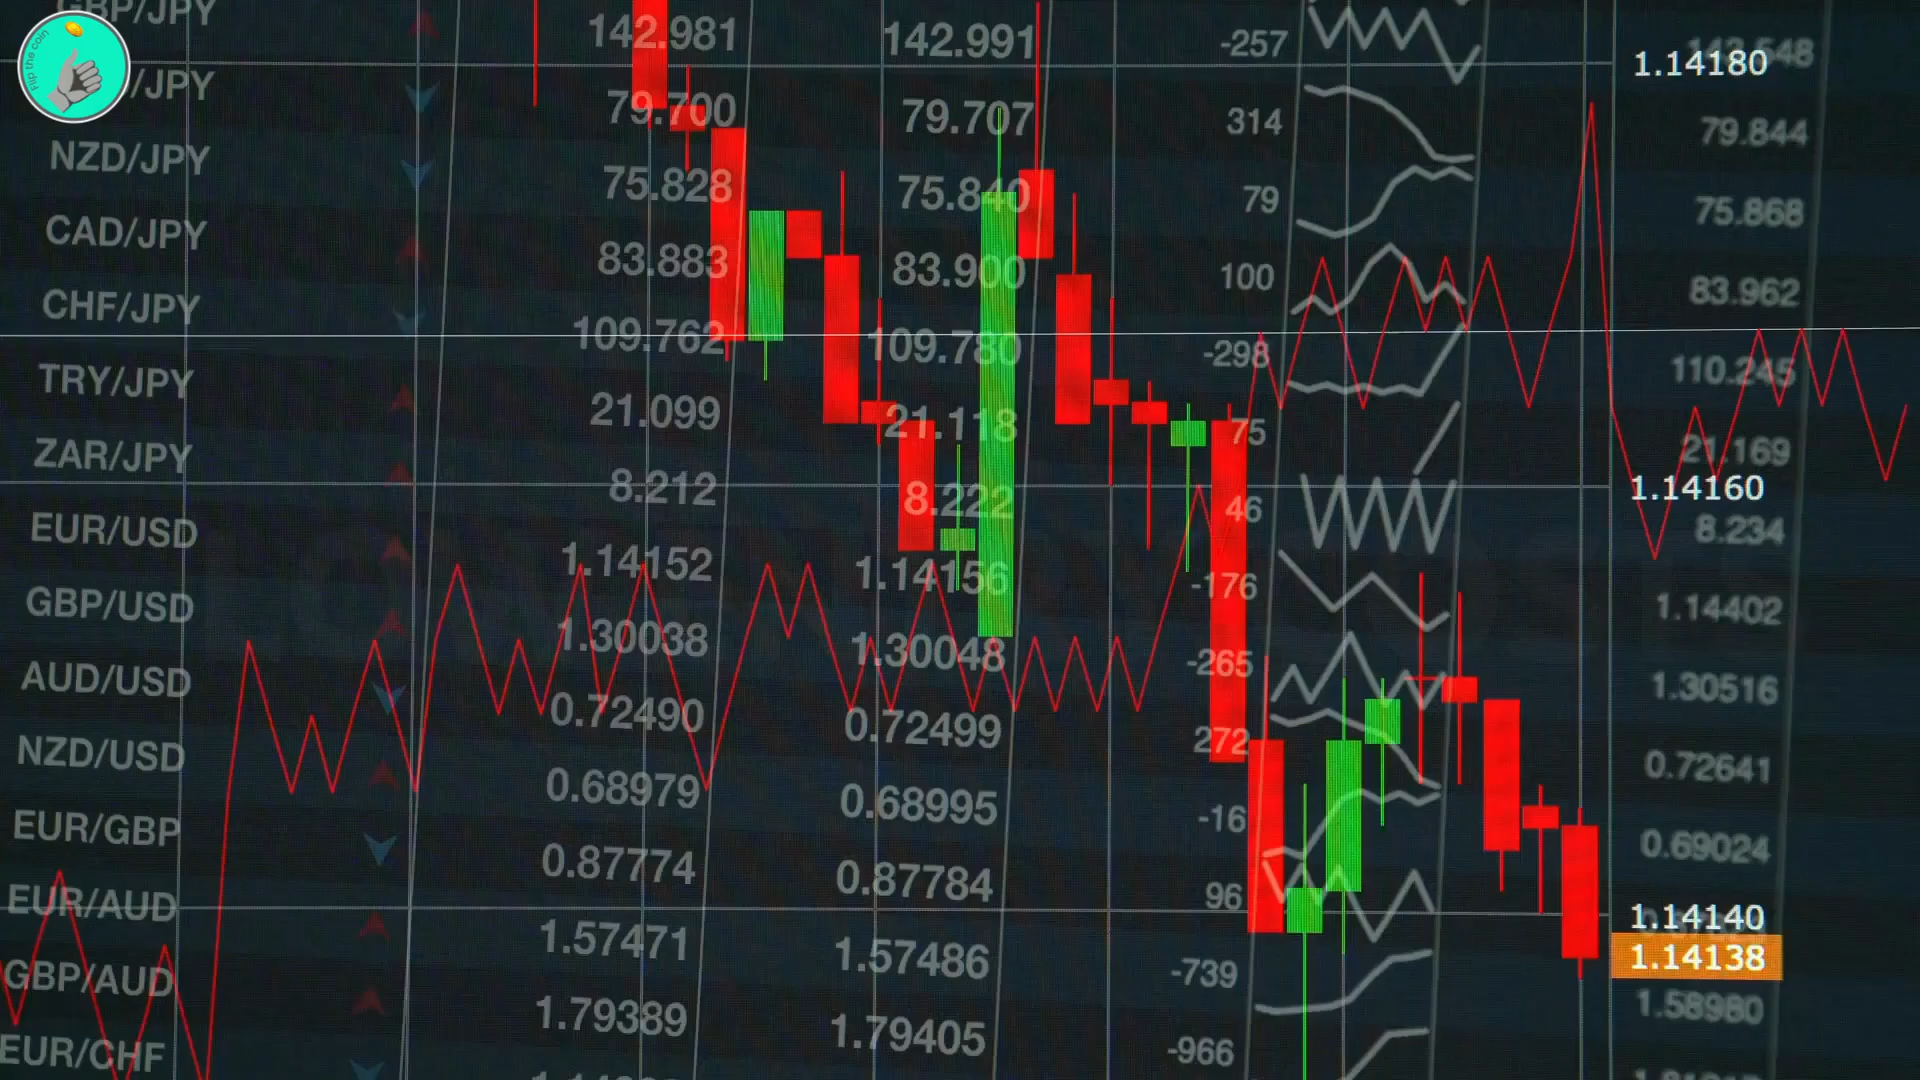 Flip the coin
GBP/JPY 142.981 142.991 -257 142.548
1.14180
/JPY 79.700 79.707 314 79.844
NZD/JPY 75.828 75.840 79 75.868
CAD/JPY 83.883 83.900 100 83.962
CHF/JPY 109.762 109.780 -298 110.245
TRY/JPY 21.099 21.118 75 21.169
1.14160
ZAR/JPY 8.212 8.222 46 8.234
EUR/USD 1.14152 1.14156 -176 1.14402
GBP/USD 1.30038 1.30048 -265 1.30516
AUD/USD 0.72490 0.72499 272 0.72641
NZD/USD 0.68979 0.68995 -16 0.69024
EUR/GBP 0.87774 0.87784 96
1.14140
1.14138
EUR/AUD 1.57471 1.57486 -739 1.58980
GBP/AUD 1.79389 1.79405 -966
EUR/CHF